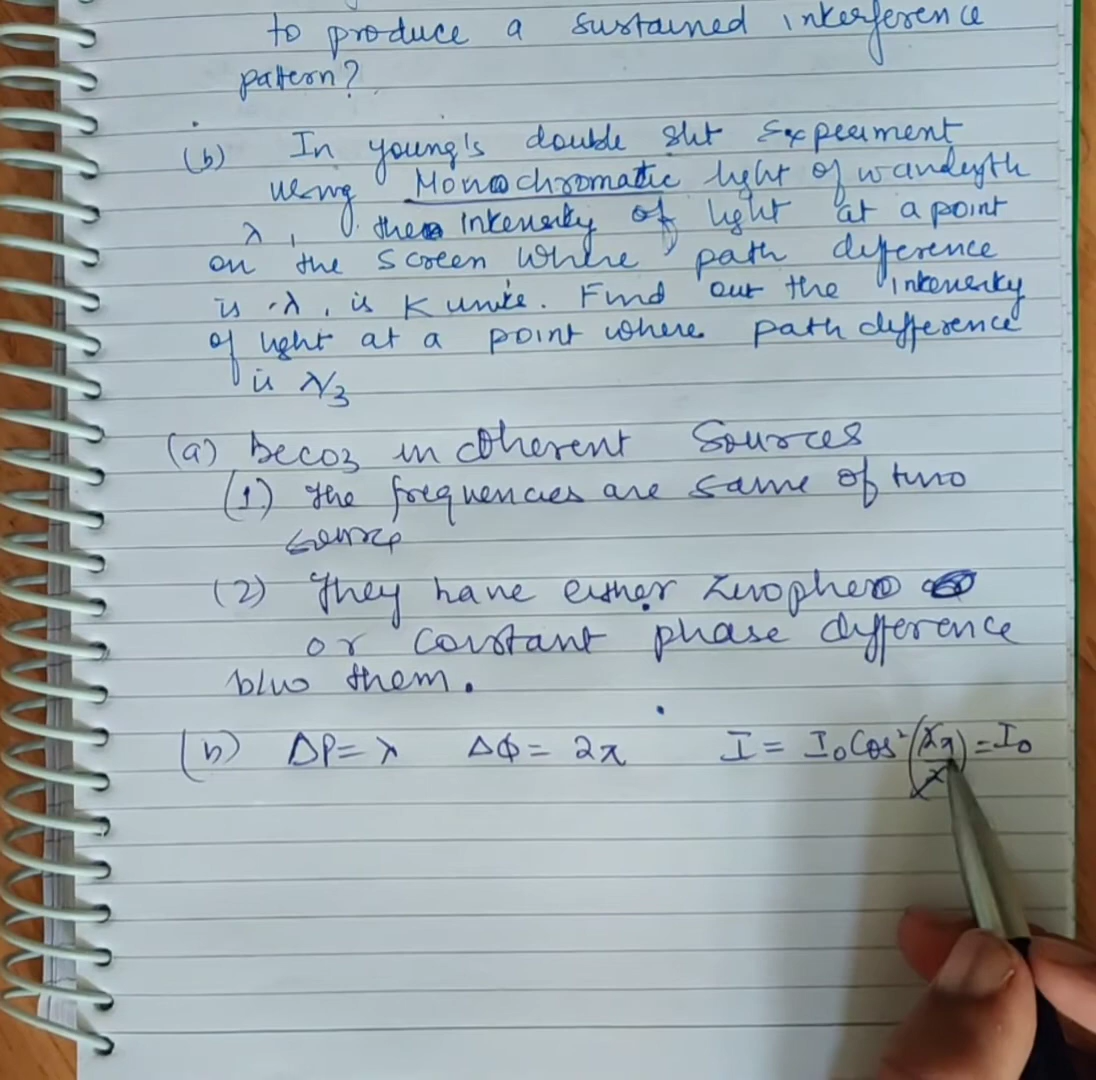 to produce a sustained interference
pattern?
(b) In young's double slit Experiment
using Monochromatic light of wavelength
λ, the intensity of light at a point
on the screen where path difference
is λ, is K units. Find out the intensity
of light at a point where path difference
is λ/3
(a) Becoz in coherent Sources
(1.) The frequencies are same of two
source
(2) They have either zero phase
or constant phase difference
b/w them.
(b) ΔP = λ Δφ = 2π I = I₀ Cos² (2π/2) = I₀